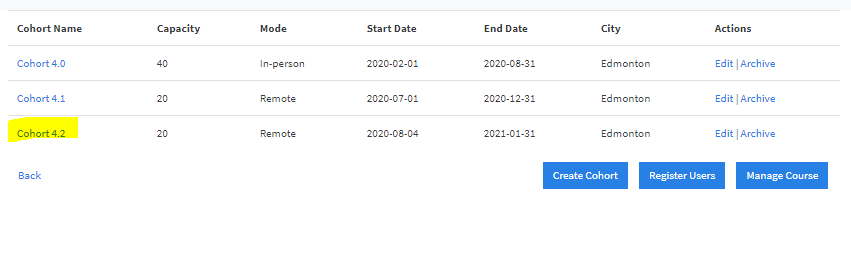 Cohort Name Capacity Mode Start Date End Date City Actions
Cohort 4.0 40 In-person 2020-02-01 2020-08-31 Edmonton Edit | Archive
Cohort 4.1 20 Remote 2020-07-01 2020-12-31 Edmonton Edit | Archive
Cohort 4.2 20 Remote 2020-08-04 2021-01-31 Edmonton Edit | Archive
Back Create Cohort Register Users Manage Course